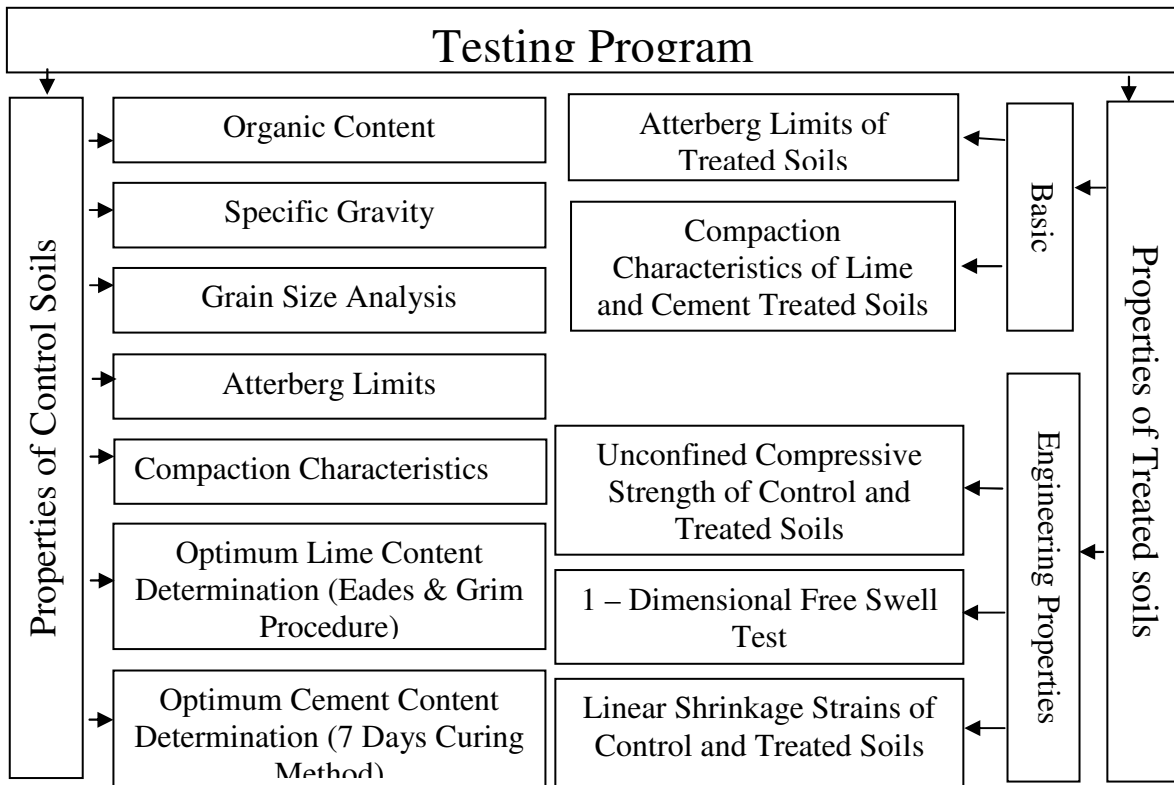 Testing Program
Properties of Control Soils
Organic Content
Specific Gravity
Grain Size Analysis
Atterberg Limits
Compaction Characteristics
Optimum Lime Content
Determination (Eades & Grim
Procedure)
Optimum Cement Content
Determination (7 Days Curing
Method)
Atterberg Limits of
Treated Soils
Compaction
Characteristics of Lime
and Cement Treated Soils
Unconfined Compressive
Strength of Control and
Treated Soils
1 – Dimensional Free Swell
Test
Linear Shrinkage Strains of
Control and Treated Soils
Basic
Engineering Properties
Properties of Treated soils